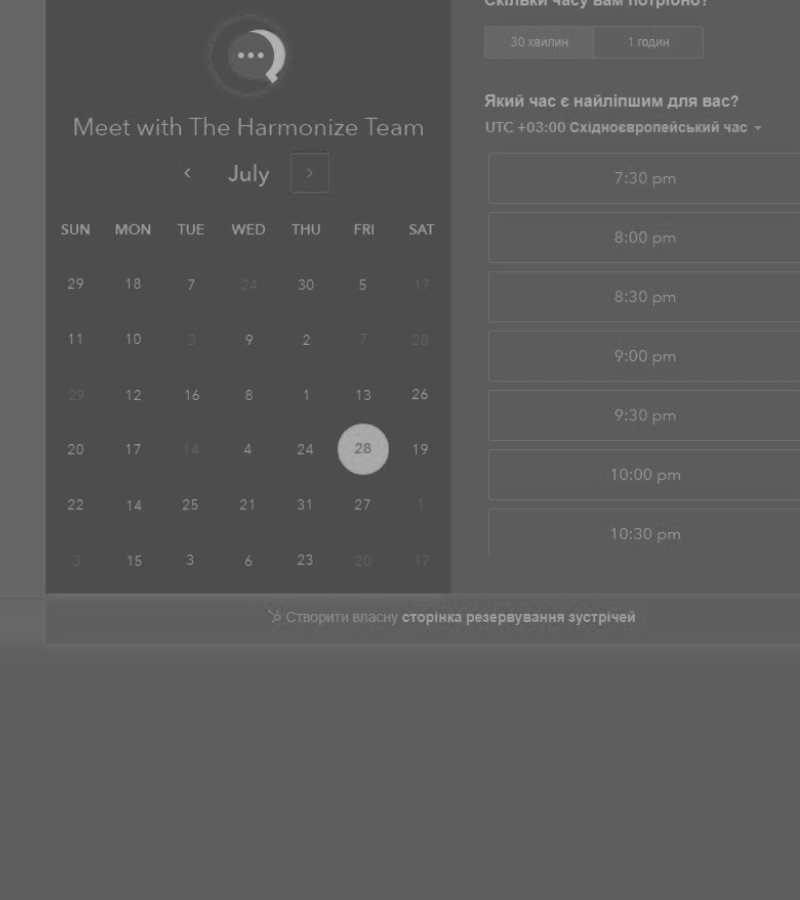 Скільки часу вам потрібно?
30 хвилин 1 годин
Meet with The Harmonize Team
July
SUN MON TUE WED THU FRI SAT
29 18 7 24 30 5 17
11 10 3 9 2 7 28
29 12 16 8 1 13 26
20 17 14 4 24 28 19
22 14 25 21 31 27 1
3 15 3 6 23 20 17
Який час є найліпшим для вас?
UTC +03:00 Східноєвропейський час
7:30 pm
8:00 pm
8:30 pm
9:00 pm
9:30 pm
10:00 pm
10:30 pm
Створити власну сторінка резервування зустрічей